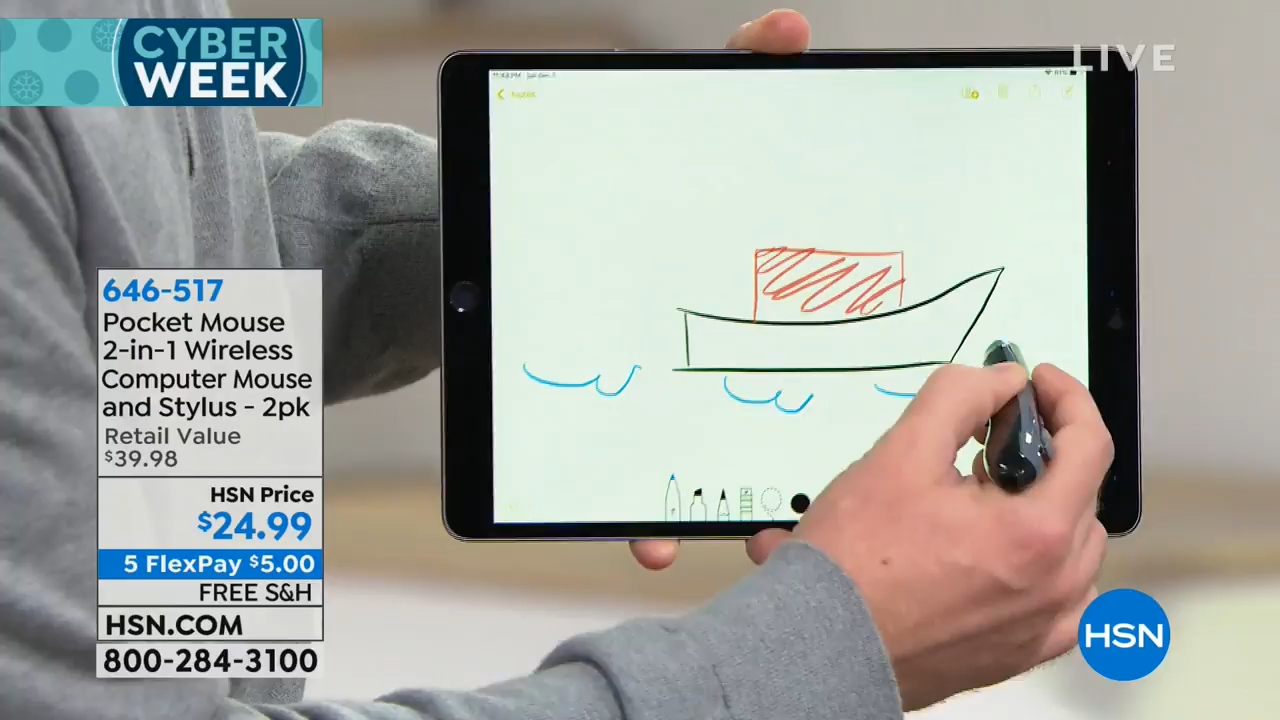 CYBER
WEEK
LIVE
646-517
Pocket Mouse
2-in-1 Wireless
Computer Mouse
and Stylus - 2pk
Retail Value
$39.98
HSN Price
$24.99
5 FlexPay $5.00
FREE S&H
HSN.COM
800-284-3100
HSN